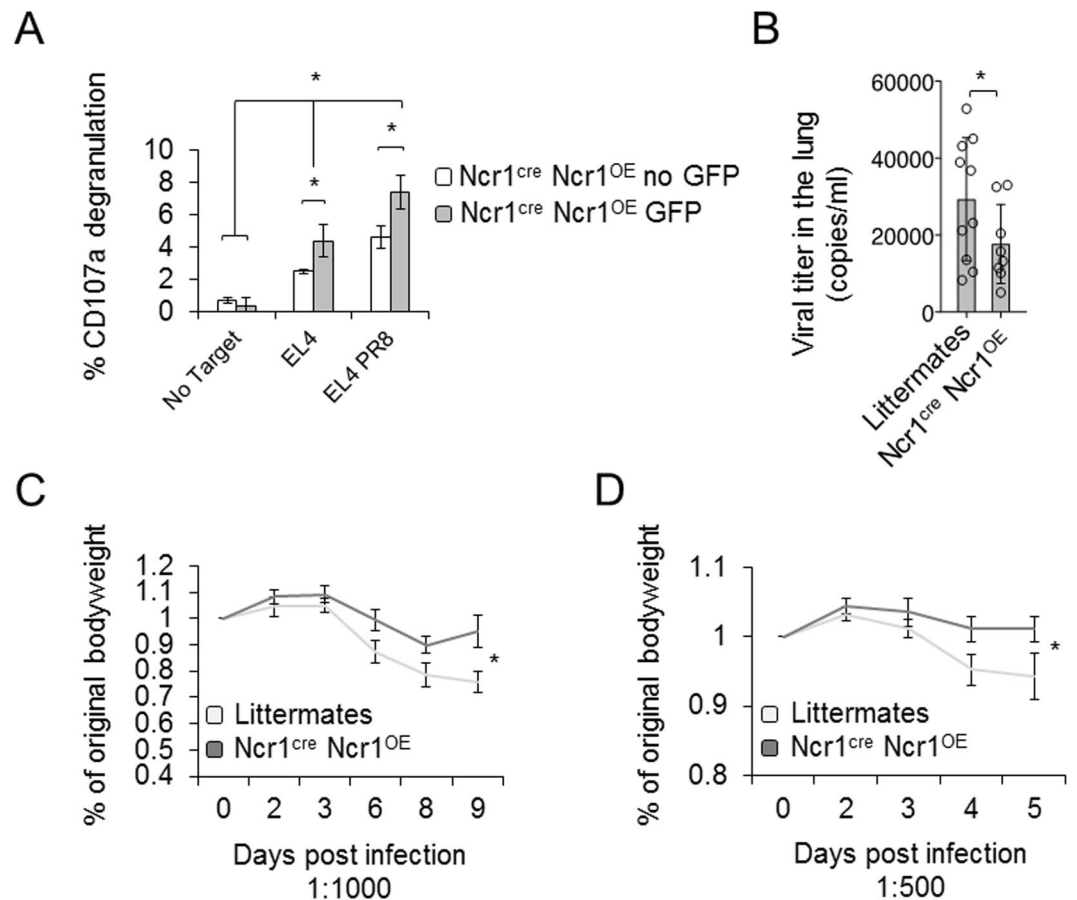 A
% CD107a degranulation
10
8
6
4
2
0
*
*
*
No Target
EL4
EL4 PR8
Ncr1cre Ncr1OE no GFP
Ncr1cre Ncr1OE GFP
B
Viral titer in the lung
(copies/ml)
60000
40000
20000
0
*
Littermates
Ncr1cre Ncr1OE
C
% of original bodyweight
1.2
1.1
1
0.9
0.8
0.7
0.6
0.5
0.4
*
Littermates
Ncr1cre Ncr1OE
0 2 3 6 8 9
Days post infection
1:1000
D
% of original bodyweight
1.1
1
0.9
0.8
*
Littermates
Ncr1cre Ncr1OE
0 2 3 4 5
Days post infection
1:500